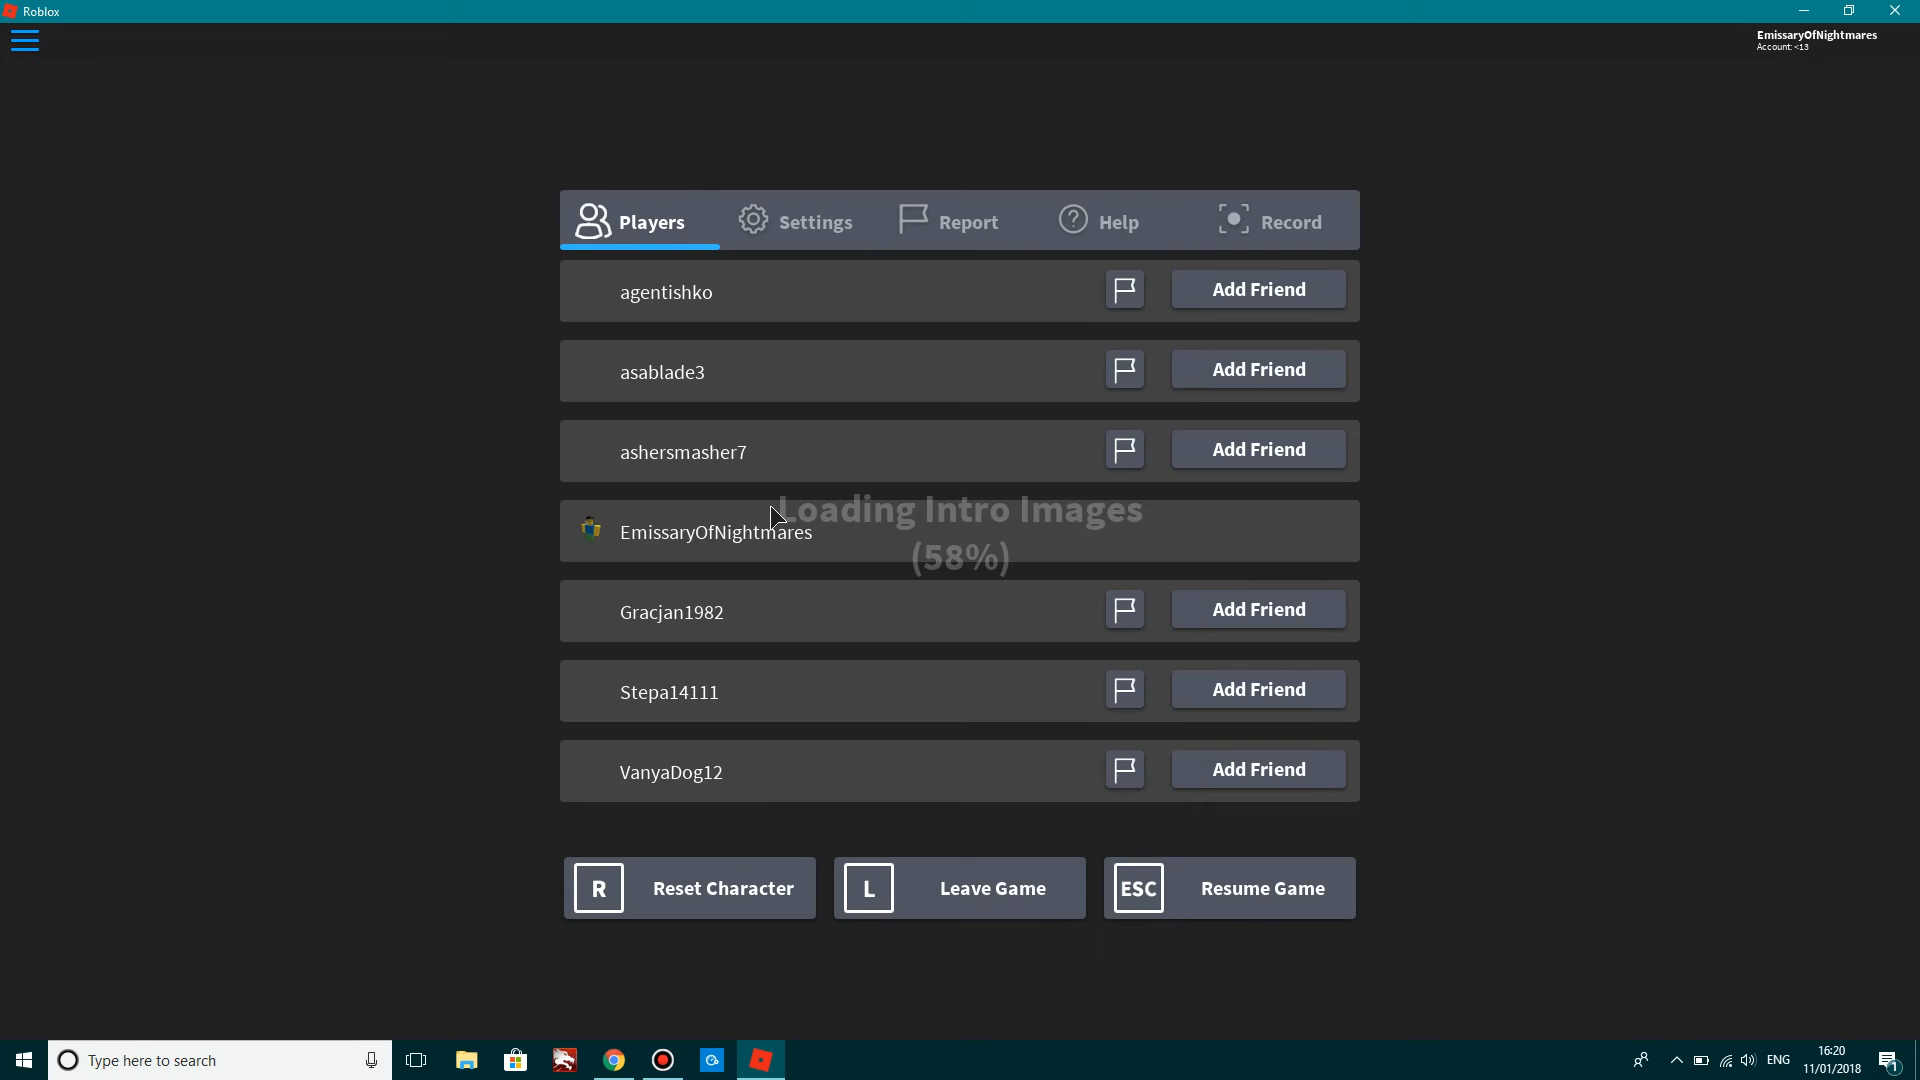 Roblox
EmissaryOfNightmares
Account: <13
Players
Settings
Report
Help
Record
agentishko
Add Friend
asablade3
Add Friend
ashersmasher7
Add Friend
Loading Intro Images
(58%)
EmissaryOfNightmares
Gracjan1982
Add Friend
Stepa14111
Add Friend
VanyaDog12
Add Friend
R Reset Character
L Leave Game
ESC Resume Game
Type here to search
ENG
16:20
11/01/2018
1